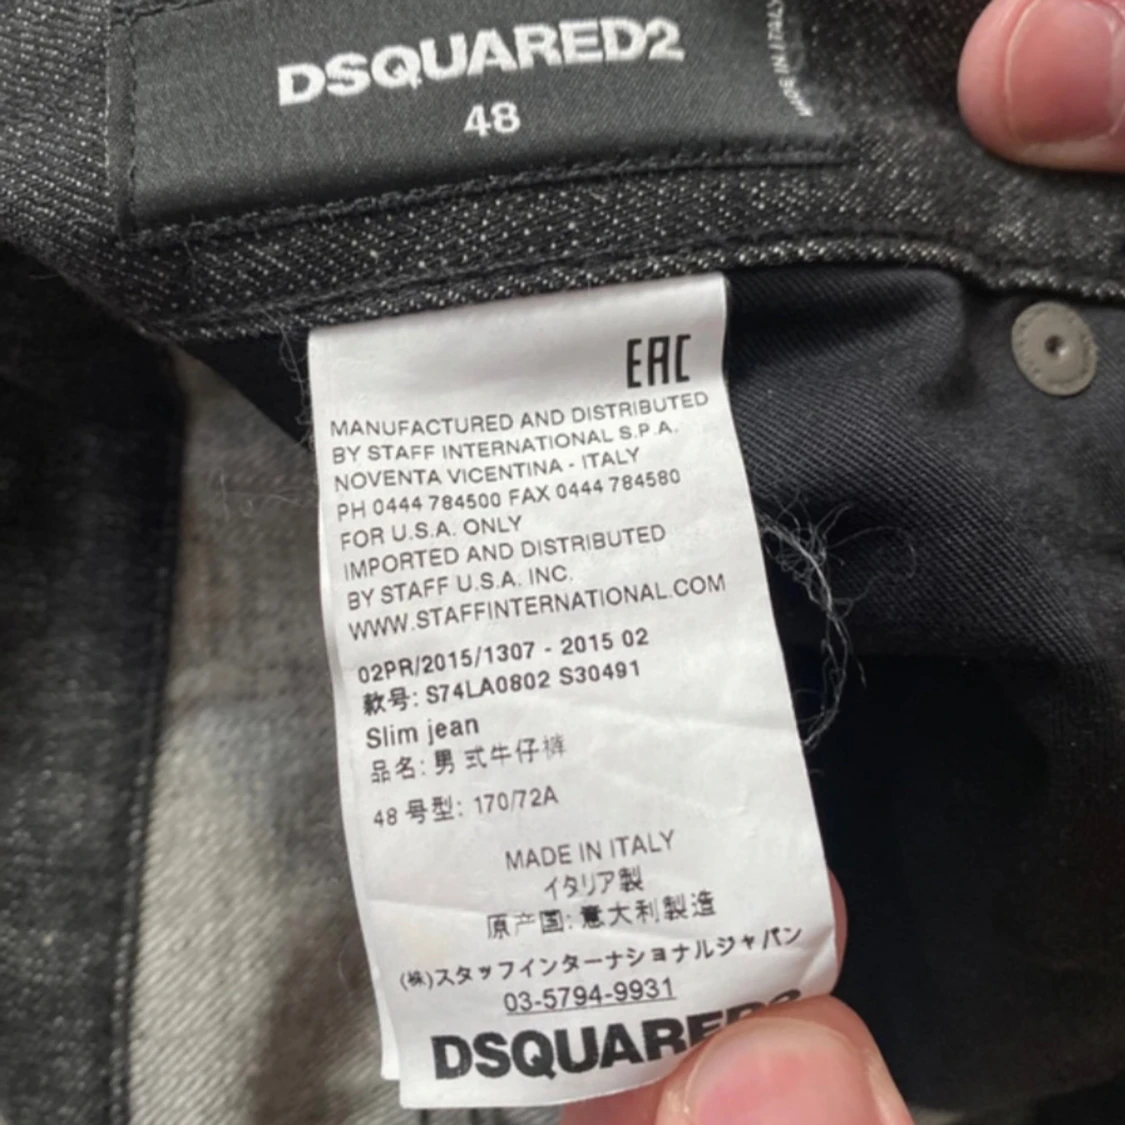 DSQUARED2
48
MADE IN ITALY
EAC
MANUFACTURED AND DISTRIBUTED
BY STAFF INTERNATIONAL S.P.A.
NOVENTA VICENTINA - ITALY
PH 0444 784500 FAX 0444 784580
FOR U.S.A. ONLY
IMPORTED AND DISTRIBUTED
BY STAFF U.S.A. INC.
WWW.STAFFINTERNATIONAL.COM
02PR/2015/1307 - 2015 02
款号: S74LA0802 S30491
Slim jean
品名: 男式牛仔裤
48 号型: 170/72A
MADE IN ITALY
イタリア製
原产国: 意大利製造
(株)スタッフインターナショナルジャパン
03-5794-9931
DSQUARED2